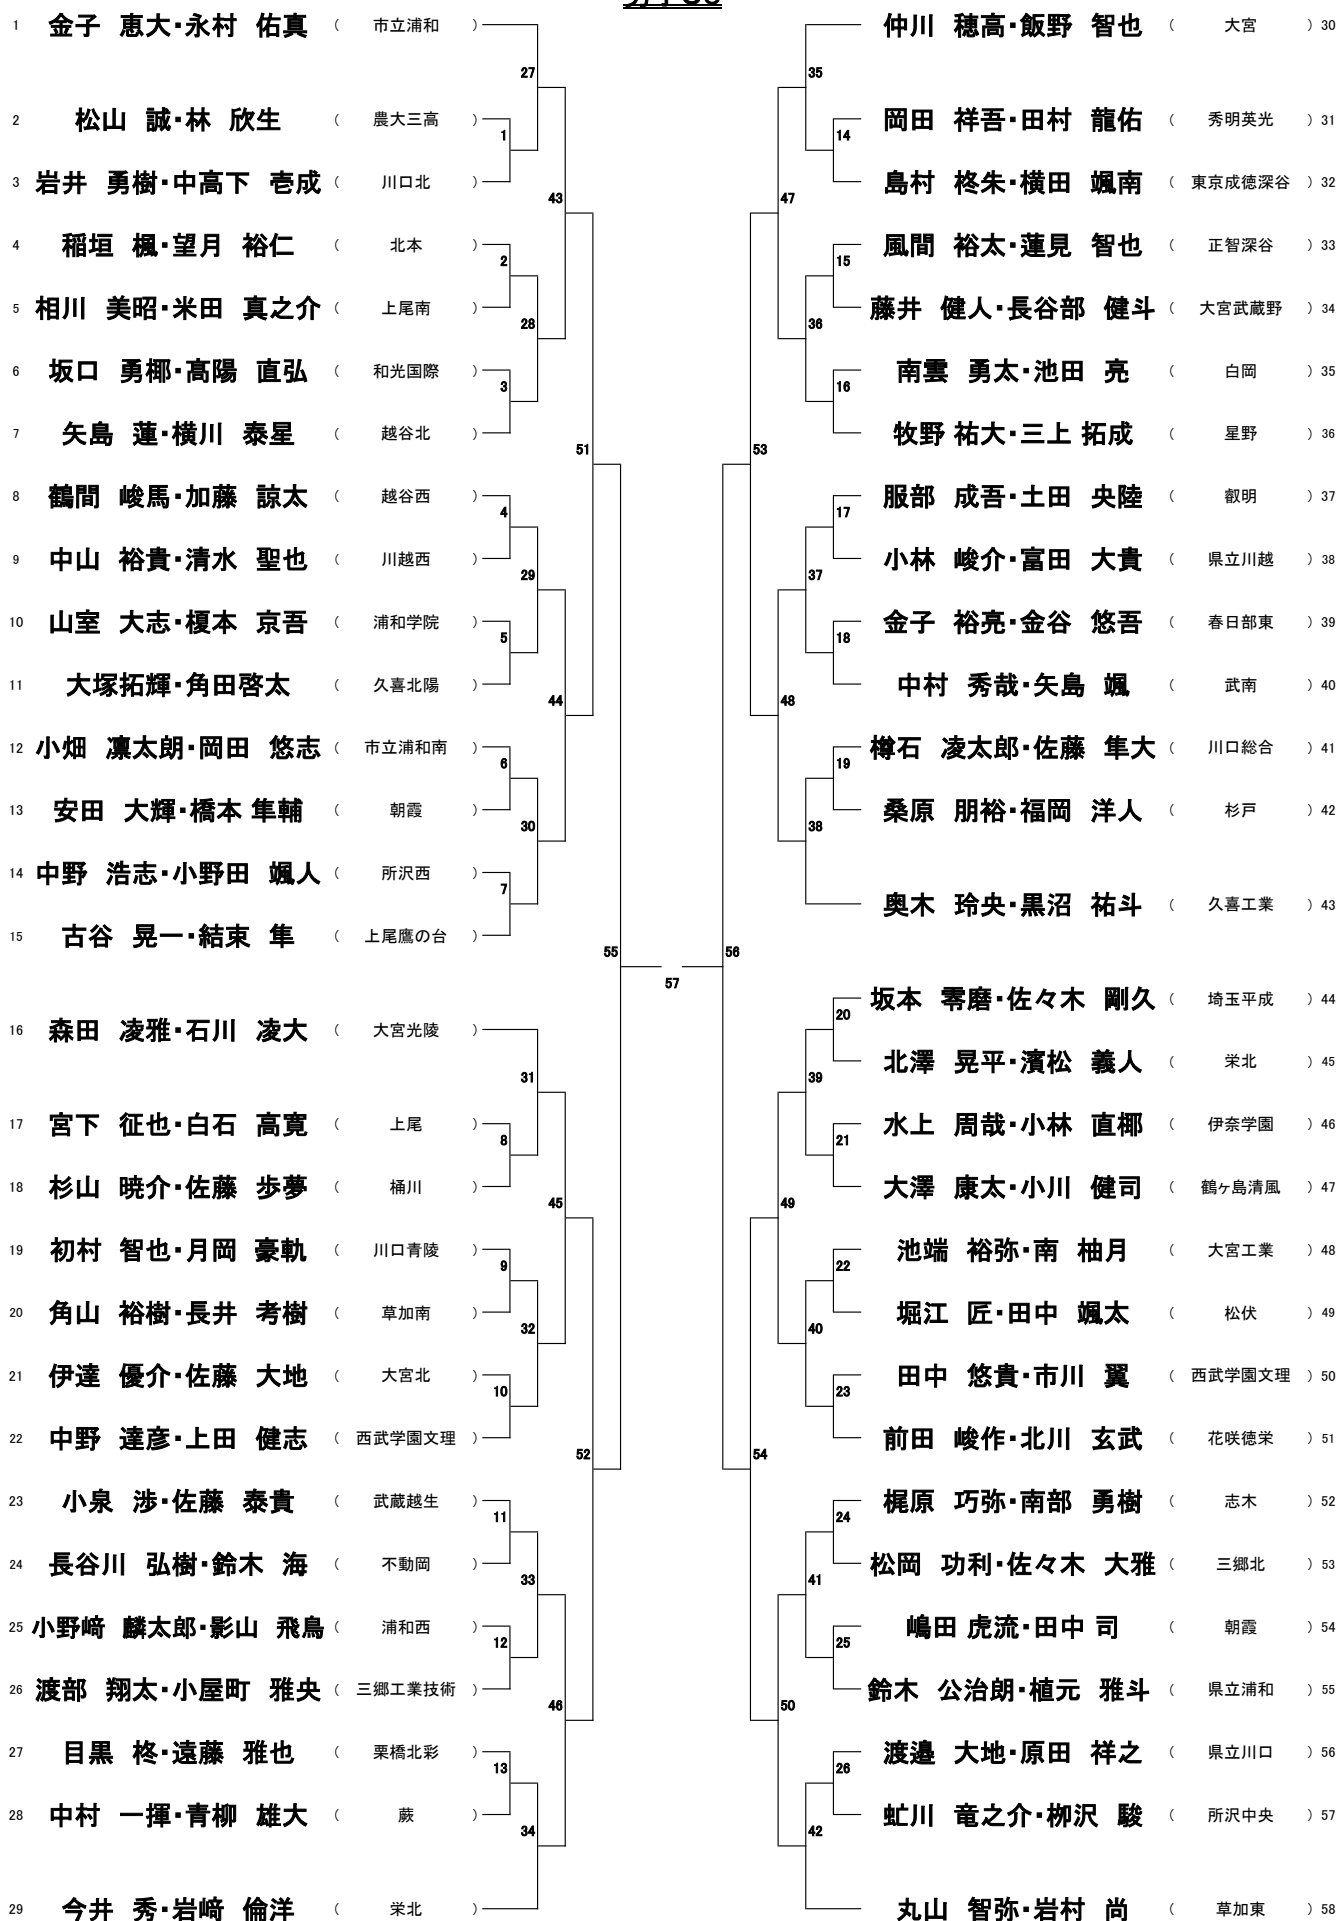 1 金子 恵大・永村 佑真 ( 市立浦和 )
27
2 松山 誠・林 欣生 ( 農大三高 )
1
3 岩井 勇樹・中高下 壱成 ( 川口北 )
43
4 稲垣 楓・望月 裕仁 ( 北本 )
2
5 相川 美昭・米田 真之介 ( 上尾南 )
28
6 坂口 勇椰・髙陽 直弘 ( 和光国際 )
3
7 矢島 蓮・横川 泰星 ( 越谷北 )
51
8 鶴間 峻馬・加藤 諒太 ( 越谷西 )
4
9 中山 裕貴・清水 聖也 ( 川越西 )
29
10 山室 大志・榎本 京吾 ( 浦和学院 )
5
11 大塚拓輝・角田啓太 ( 久喜北陽 )
44
12 小畑 凛太朗・岡田 悠志 ( 市立浦和南 )
6
13 安田 大輝・橋本 隼輔 ( 朝霞 )
30
14 中野 浩志・小野田 颯人 ( 所沢西 )
7
15 古谷 晃一・結束 隼 ( 上尾鷹の台 )
55
57
16 森田 凌雅・石川 凌大 ( 大宮光陵 )
31
17 宮下 征也・白石 高寛 ( 上尾 )
8
18 杉山 暁介・佐藤 歩夢 ( 桶川 )
45
19 初村 智也・月岡 豪軌 ( 川口青陵 )
9
20 角山 裕樹・長井 考樹 ( 草加南 )
32
21 伊達 優介・佐藤 大地 ( 大宮北 )
10
22 中野 達彦・上田 健志 ( 西武学園文理 )
52
23 小泉 渉・佐藤 泰貴 ( 武蔵越生 )
11
24 長谷川 弘樹・鈴木 海 ( 不動岡 )
33
25 小野﨑 麟太郎・影山 飛鳥 ( 浦和西 )
12
26 渡部 翔太・小屋町 雅央 ( 三郷工業技術 )
46
27 目黒 柊・遠藤 雅也 ( 栗橋北彩 )
13
28 中村 一揮・青柳 雄大 ( 蕨 )
34
29 今井 秀・岩﨑 倫洋 ( 栄北 )
仲川 穂高・飯野 智也 ( 大宮 ) 30
35
岡田 祥吾・田村 龍佑 ( 秀明英光 ) 31
14
島村 柊朱・横田 颯南 ( 東京成徳深谷 ) 32
47
風間 裕太・蓮見 智也 ( 正智深谷 ) 33
15
藤井 健人・長谷部 健斗 ( 大宮武蔵野 ) 34
36
南雲 勇太・池田 亮 ( 白岡 ) 35
16
牧野 祐大・三上 拓成 ( 星野 ) 36
53
服部 成吾・土田 央陸 ( 叡明 ) 37
17
小林 峻介・富田 大貴 ( 県立川越 ) 38
37
金子 裕亮・金谷 悠吾 ( 春日部東 ) 39
18
中村 秀哉・矢島 颯 ( 武南 ) 40
48
樽石 凌太郎・佐藤 隼大 ( 川口総合 ) 41
19
桑原 朋裕・福岡 洋人 ( 杉戸 ) 42
38
奥木 玲央・黒沼 祐斗 ( 久喜工業 ) 43
56
坂本 零磨・佐々木 剛久 ( 埼玉平成 ) 44
20
北澤 晃平・濱松 義人 ( 栄北 ) 45
39
水上 周哉・小林 直椰 ( 伊奈学園 ) 46
21
大澤 康太・小川 健司 ( 鶴ヶ島清風 ) 47
49
池端 裕弥・南 柚月 ( 大宮工業 ) 48
22
堀江 匠・田中 颯太 ( 松伏 ) 49
40
田中 悠貴・市川 翼 ( 西武学園文理 ) 50
23
前田 峻作・北川 玄武 ( 花咲徳栄 ) 51
54
梶原 巧弥・南部 勇樹 ( 志木 ) 52
24
松岡 功利・佐々木 大雅 ( 三郷北 ) 53
41
嶋田 虎流・田中 司 ( 朝霞 ) 54
25
鈴木 公治朗・植元 雅斗 ( 県立浦和 ) 55
50
渡邉 大地・原田 祥之 ( 県立川口 ) 56
26
虻川 竜之介・栁沢 駿 ( 所沢中央 ) 57
42
丸山 智弥・岩村 尚 ( 草加東 ) 58